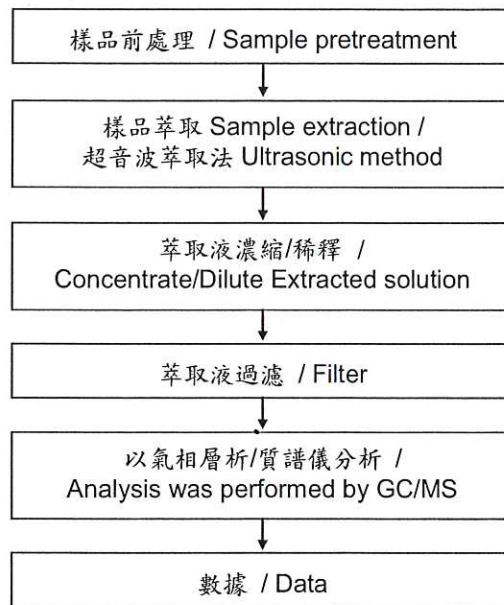 樣品前處理 / Sample pretreatment
樣品萃取 Sample extraction /
超音波萃取法 Ultrasonic method
萃取液濃縮/稀釋 /
Concentrate/Dilute Extracted solution
萃取液過濾 / Filter
以氣相層析/質譜儀分析 /
Analysis was performed by GC/MS
數據 / Data